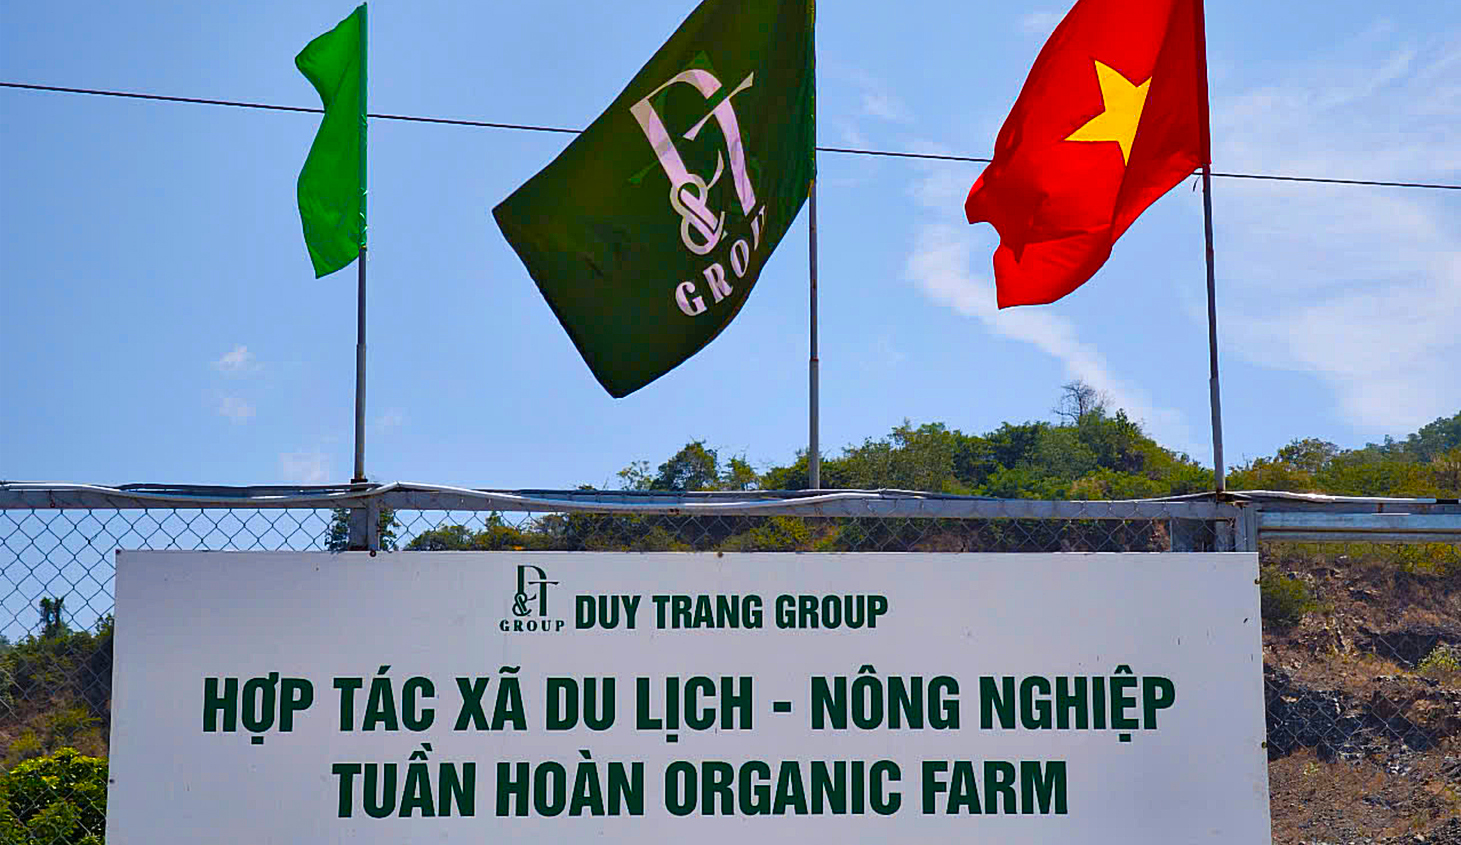 D&T
GROUP
D&T
GROUP
DUY TRANG GROUP
HỢP TÁC XÃ DU LỊCH - NÔNG NGHIỆP
TUẦN HOÀN ORGANIC FARM